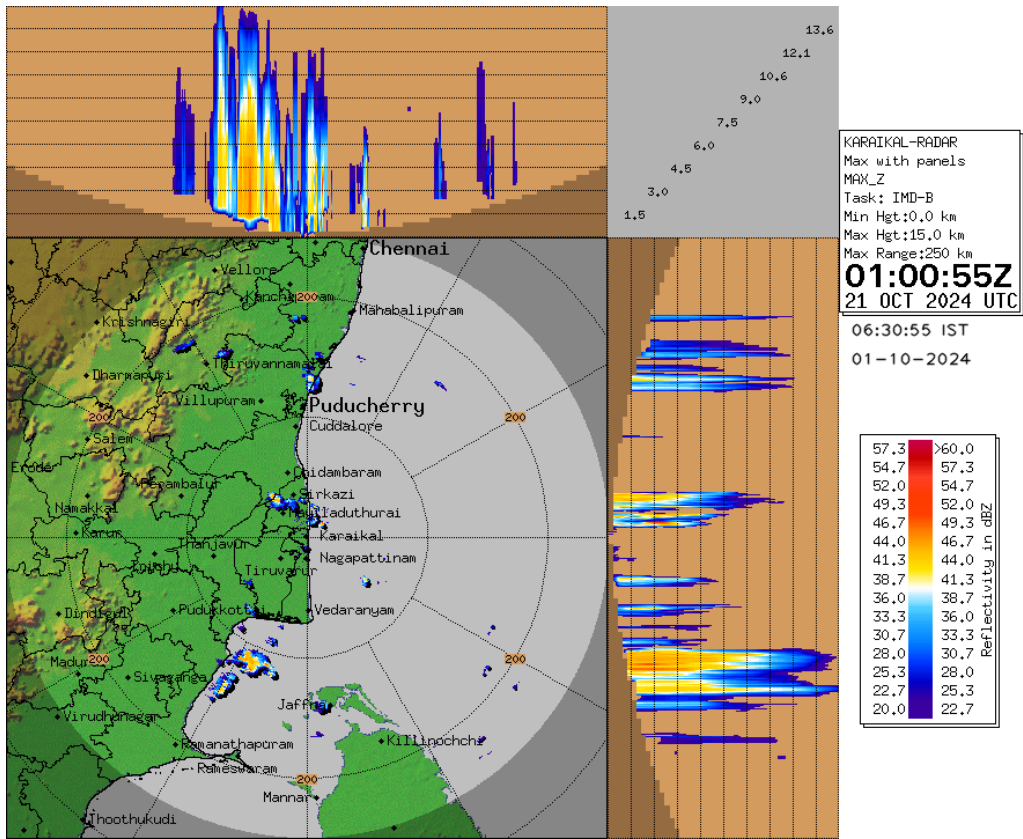 13.6
12.1
10.6
9.0
7.5
6.0
4.5
3.0
1.5
KARAIKAL-RADAR
Max with panels
MAX_Z
Task: IMD-B
Min Hgt:0.0 km
Max Hgt:15.0 km
Max Range:250 km
01:00:55Z
21 OCT 2024 UTC
06:30:55 IST
01-10-2024
Chennai
Vellore
200
Mahabalipuram
Krishnagiri
Thiruvannamalai
Dharmapuri
Villupuram
Puducherry
200
200
Cuddalore
Salem
Erode
Chidambaram
Perambalur
Sirkazi
Namakkal
Mayiladuthurai
Karur
Karaikal
Thanjavur
Nagapattinam
Tiruvarur
Dindigul
Pudukkottai
Vedaranyam
200
200
Sivaganga
Jaffna
Virudhunagar
Ramanathapuram
Killinochchi
Rameswaram
200
Mannar
Thoothukudi
57.3 >60.0
54.7 57.3
52.0 54.7
49.3 52.0
46.7 49.3
44.0 46.7
41.3 44.0
38.7 41.3
36.0 38.7
33.3 36.0
30.7 33.3
28.0 30.7
25.3 28.0
22.7 25.3
20.0 22.7
Reflectivity in dBZ